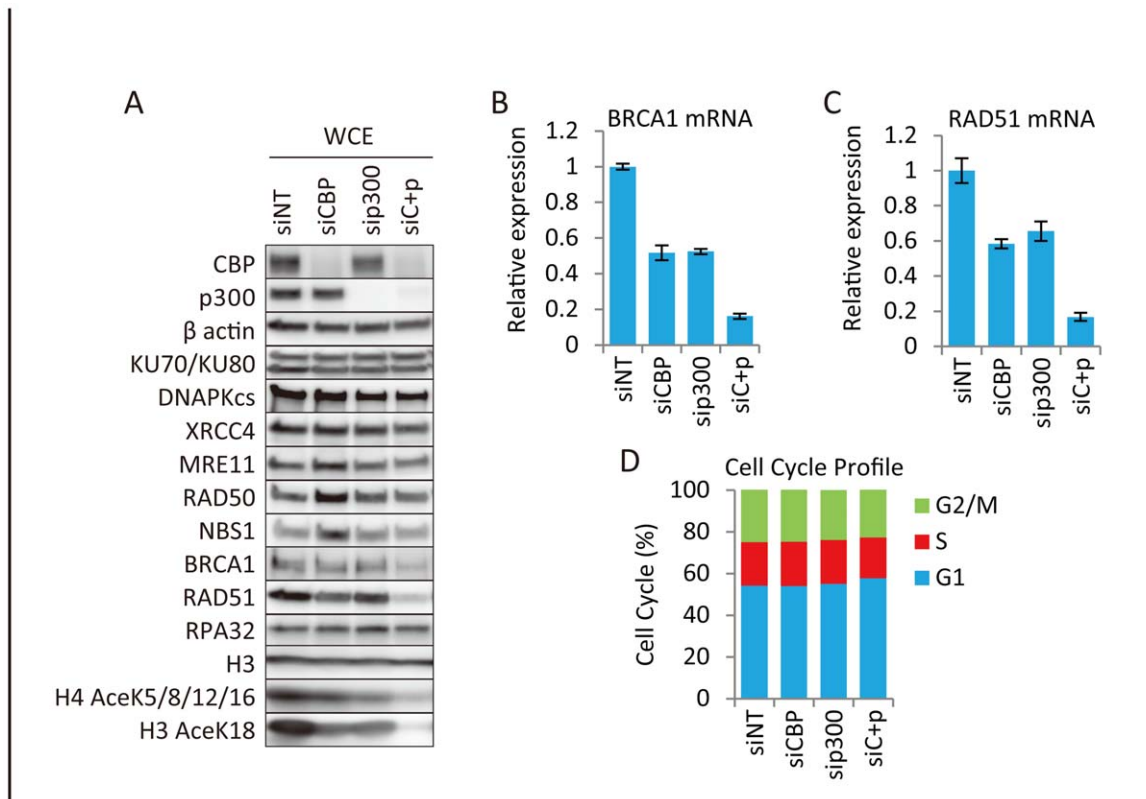 A
WCE
siNT
siCBP
sip300
siC+p
CBP
p300
β actin
KU70/KU80
DNAPKcs
XRCC4
MRE11
RAD50
NBS1
BRCA1
RAD51
RPA32
H3
H4 AceK5/8/12/16
H3 AceK18
B
BRCA1 mRNA
Relative expression
1.2
1
0.8
0.6
0.4
0.2
0
siNT
siCBP
sip300
siC+p
C
RAD51 mRNA
Relative expression
1.2
1
0.8
0.6
0.4
0.2
0
siNT
siCBP
sip300
siC+p
D
Cell Cycle Profile
Cell Cycle (%)
100
80
60
40
20
0
siNT
siCBP
sip300
siC+p
G2/M
S
G1